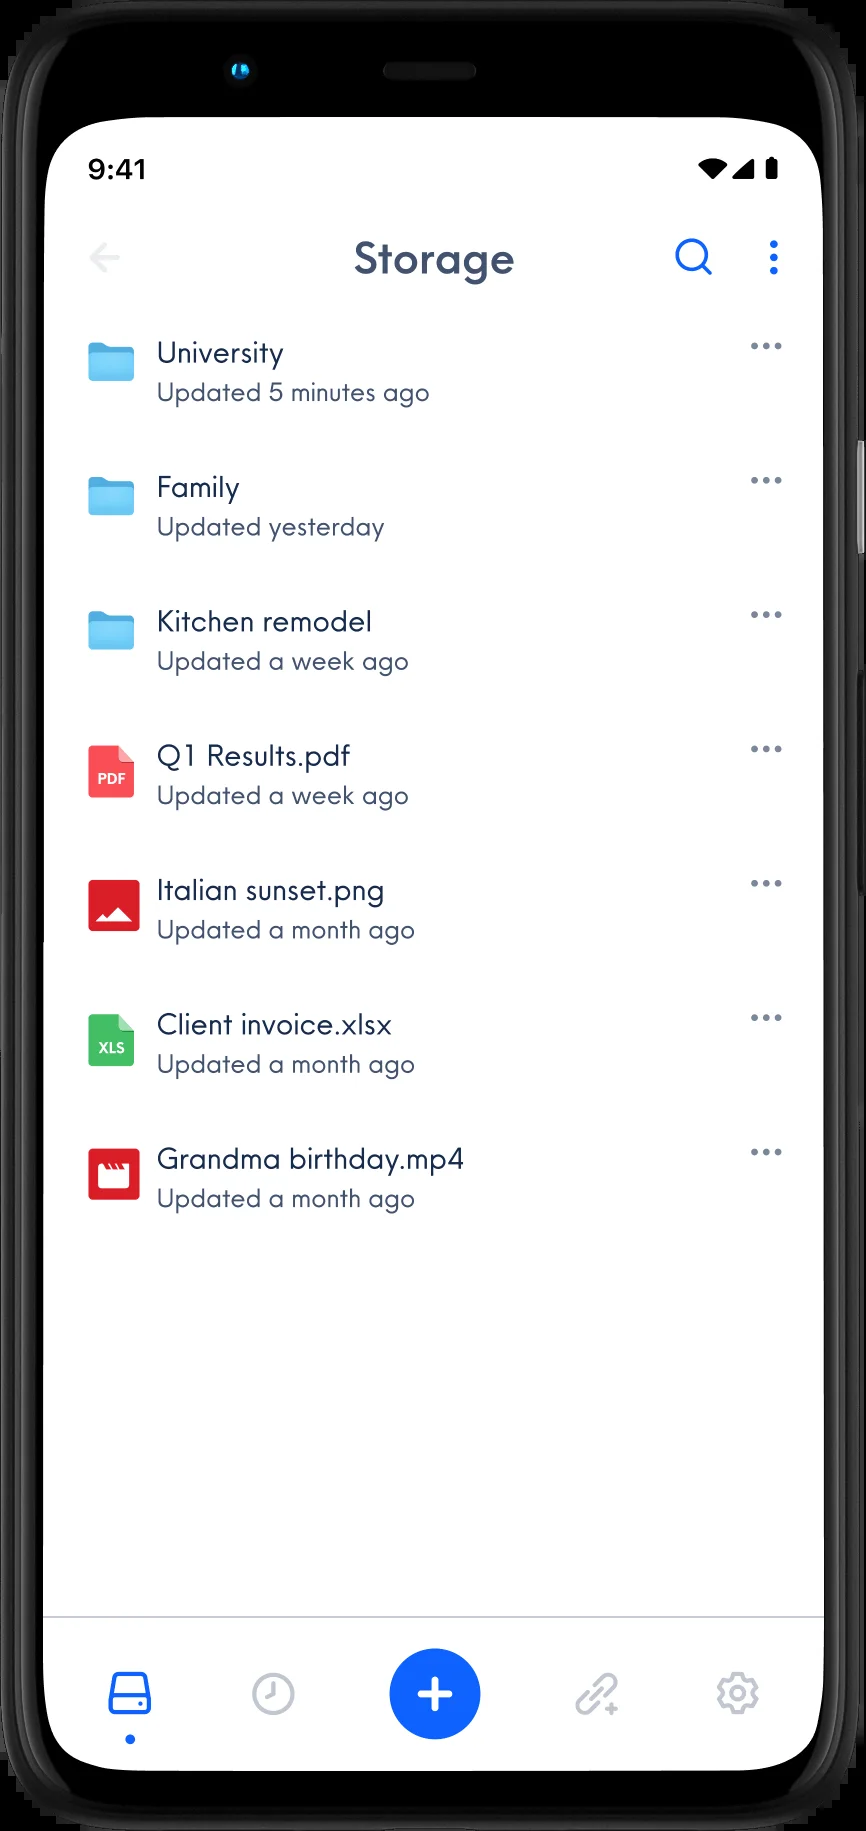 9:41
Storage
University
Updated 5 minutes ago
Family
Updated yesterday
Kitchen remodel
Updated a week ago
Q1 Results.pdf
PDF
Updated a week ago
Italian sunset.png
Updated a month ago
Client invoice.xlsx
XLS
Updated a month ago
Grandma birthday.mp4
Updated a month ago